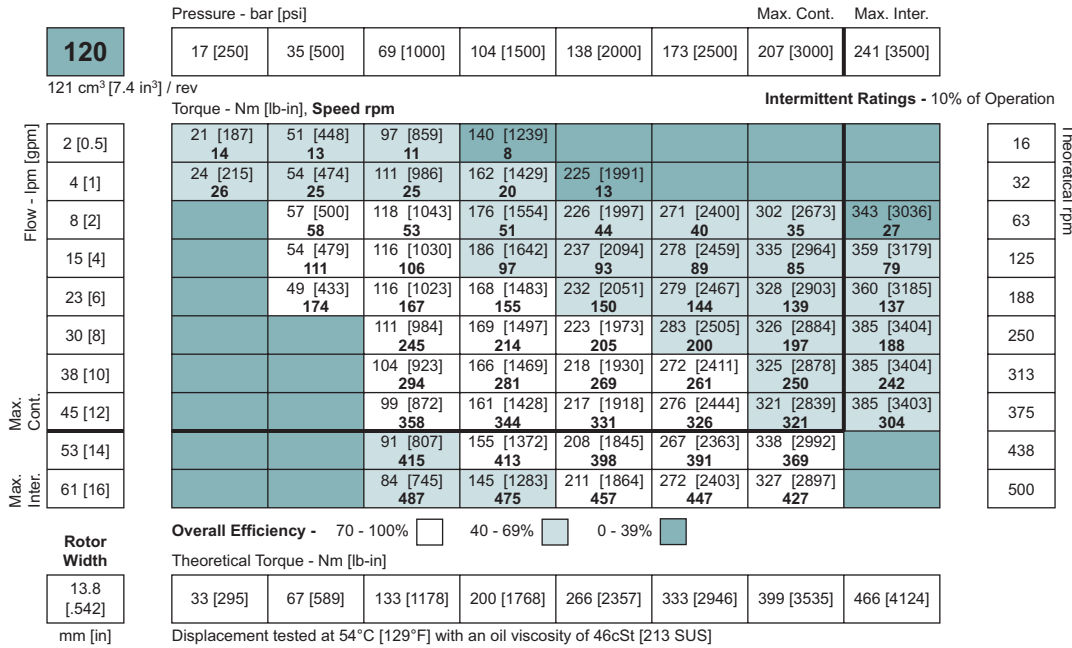 Pressure - bar [psi] Max. Cont. Max. Inter.
120 17 [250] 35 [500] 69 [1000] 104 [1500] 138 [2000] 173 [2500] 207 [3000] 241 [3500]
121 cm³ [7.4 in³] / rev
Torque - Nm [lb-in], Speed rpm Intermittent Ratings - 10% of Operation
Flow - lpm [gpm]
Theoretical rpm
2 [0.5] 21 [187] 51 [448] 97 [859] 140 [1239] 16
14 13 11 8
4 [1] 24 [215] 54 [474] 111 [986] 162 [1429] 225 [1991] 32
26 25 25 20 13
8 [2] 57 [500] 118 [1043] 176 [1554] 226 [1997] 271 [2400] 302 [2673] 343 [3036] 63
58 53 51 44 40 35 27
15 [4] 54 [479] 116 [1030] 186 [1642] 237 [2094] 278 [2459] 335 [2964] 359 [3179] 125
111 106 97 93 89 85 79
23 [6] 49 [433] 116 [1023] 168 [1483] 232 [2051] 279 [2467] 328 [2903] 360 [3185] 188
174 167 155 150 144 139 137
30 [8] 111 [984] 169 [1497] 223 [1973] 283 [2505] 326 [2884] 385 [3404] 250
245 214 205 200 197 188
38 [10] 104 [923] 166 [1469] 218 [1930] 272 [2411] 325 [2878] 385 [3404] 313
294 281 269 261 250 242
Max. Cont.
45 [12] 99 [872] 161 [1428] 217 [1918] 276 [2444] 321 [2839] 385 [3403] 375
358 344 331 326 321 304
53 [14] 91 [807] 155 [1372] 208 [1845] 267 [2363] 338 [2992] 438
415 413 398 391 369
Max. Inter.
61 [16] 84 [745] 145 [1283] 211 [1864] 272 [2403] 327 [2897] 500
487 475 457 447 427
Overall Efficiency - 70 - 100% 40 - 69% 0 - 39%
Rotor
Width
Theoretical Torque - Nm [lb-in]
13.8
[.542]
33 [295] 67 [589] 133 [1178] 200 [1768] 266 [2357] 333 [2946] 399 [3535] 466 [4124]
mm [in] Displacement tested at 54°C [129°F] with an oil viscosity of 46cSt [213 SUS]